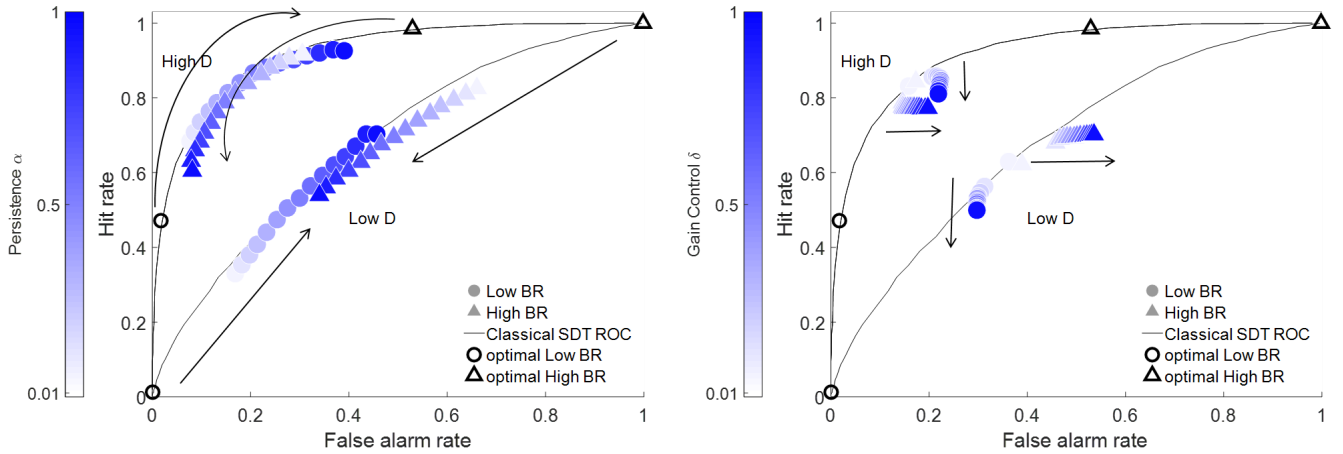 1
0.5
0.01
Persistence α
1
0.8
0.6
0.4
0.2
0
Hit rate
High D
Low D
Low BR
High BR
Classical SDT ROC
optimal Low BR
optimal High BR
0 0.2 0.4 0.6 0.8 1
False alarm rate
1
0.5
0.01
Gain Control δ
1
0.8
0.6
0.4
0.2
0
Hit rate
High D
Low D
Low BR
High BR
Classical SDT ROC
optimal Low BR
optimal High BR
0 0.2 0.4 0.6 0.8 1
False alarm rate